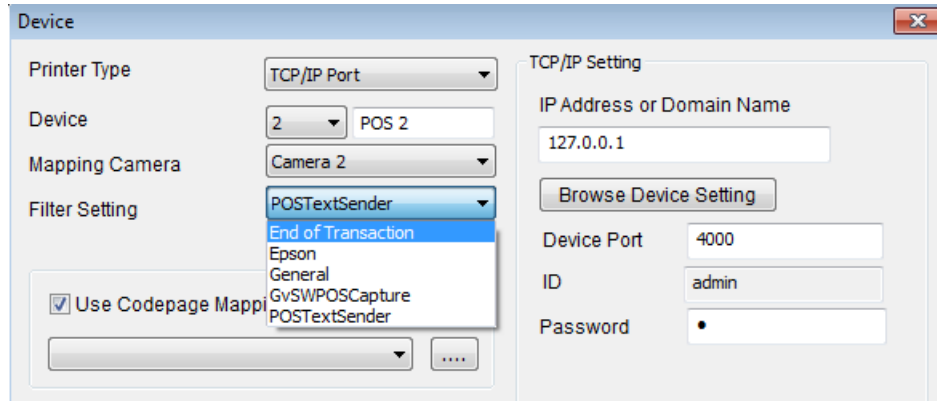 Device
Printer Type
TCP/IP Port
Device
2
POS 2
Mapping Camera
Camera 2
Filter Setting
POSTextSender
End of Transaction
Epson
General
GvSWPOSCapture
POSTextSender
Use Codepage Mappi
....
TCP/IP Setting
IP Address or Domain Name
127.0.0.1
Browse Device Setting
Device Port
4000
ID
admin
Password
•